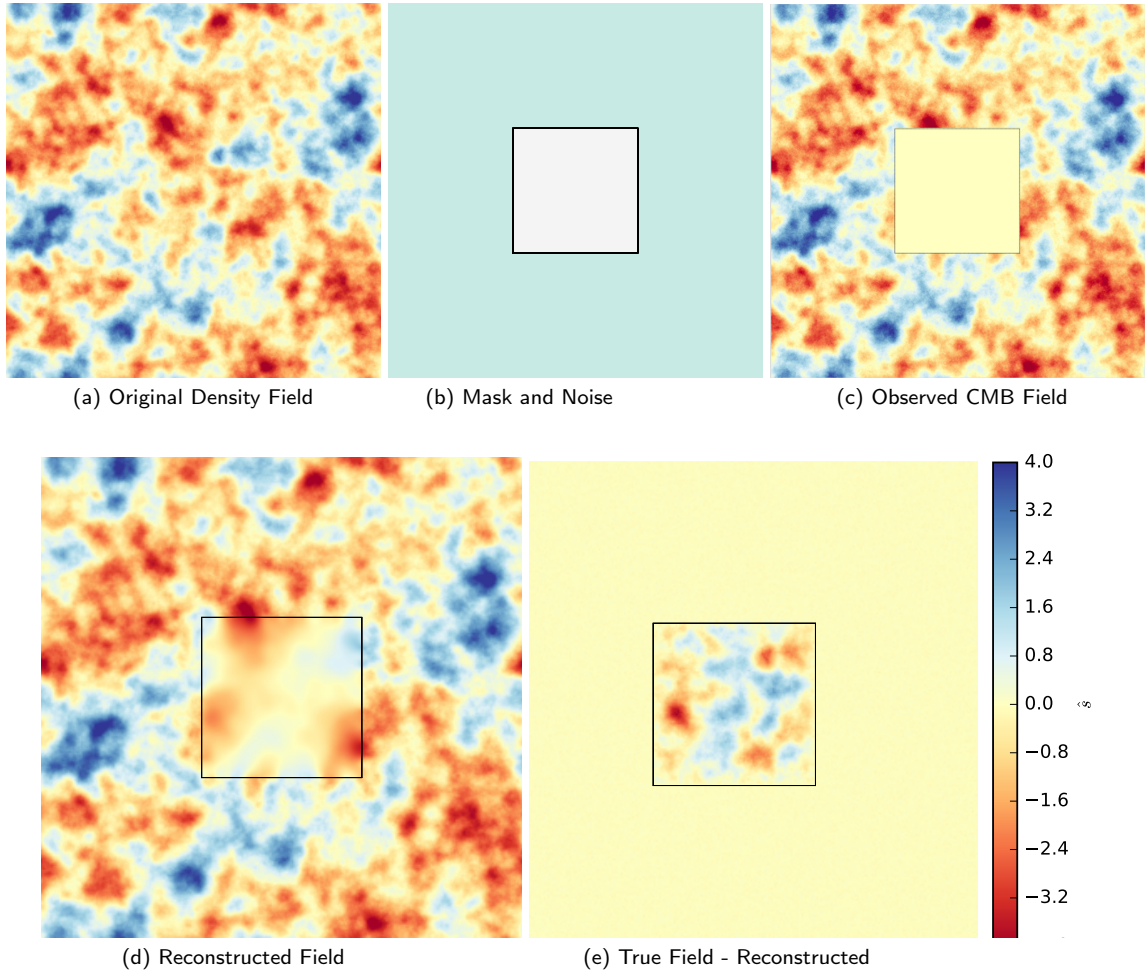 (a) Original Density Field
(b) Mask and Noise
(c) Observed CMB Field
4.0
3.2
2.4
1.6
0.8
0.0
−0.8
−1.6
−2.4
−3.2
ŝ
(d) Reconstructed Field
(e) True Field - Reconstructed